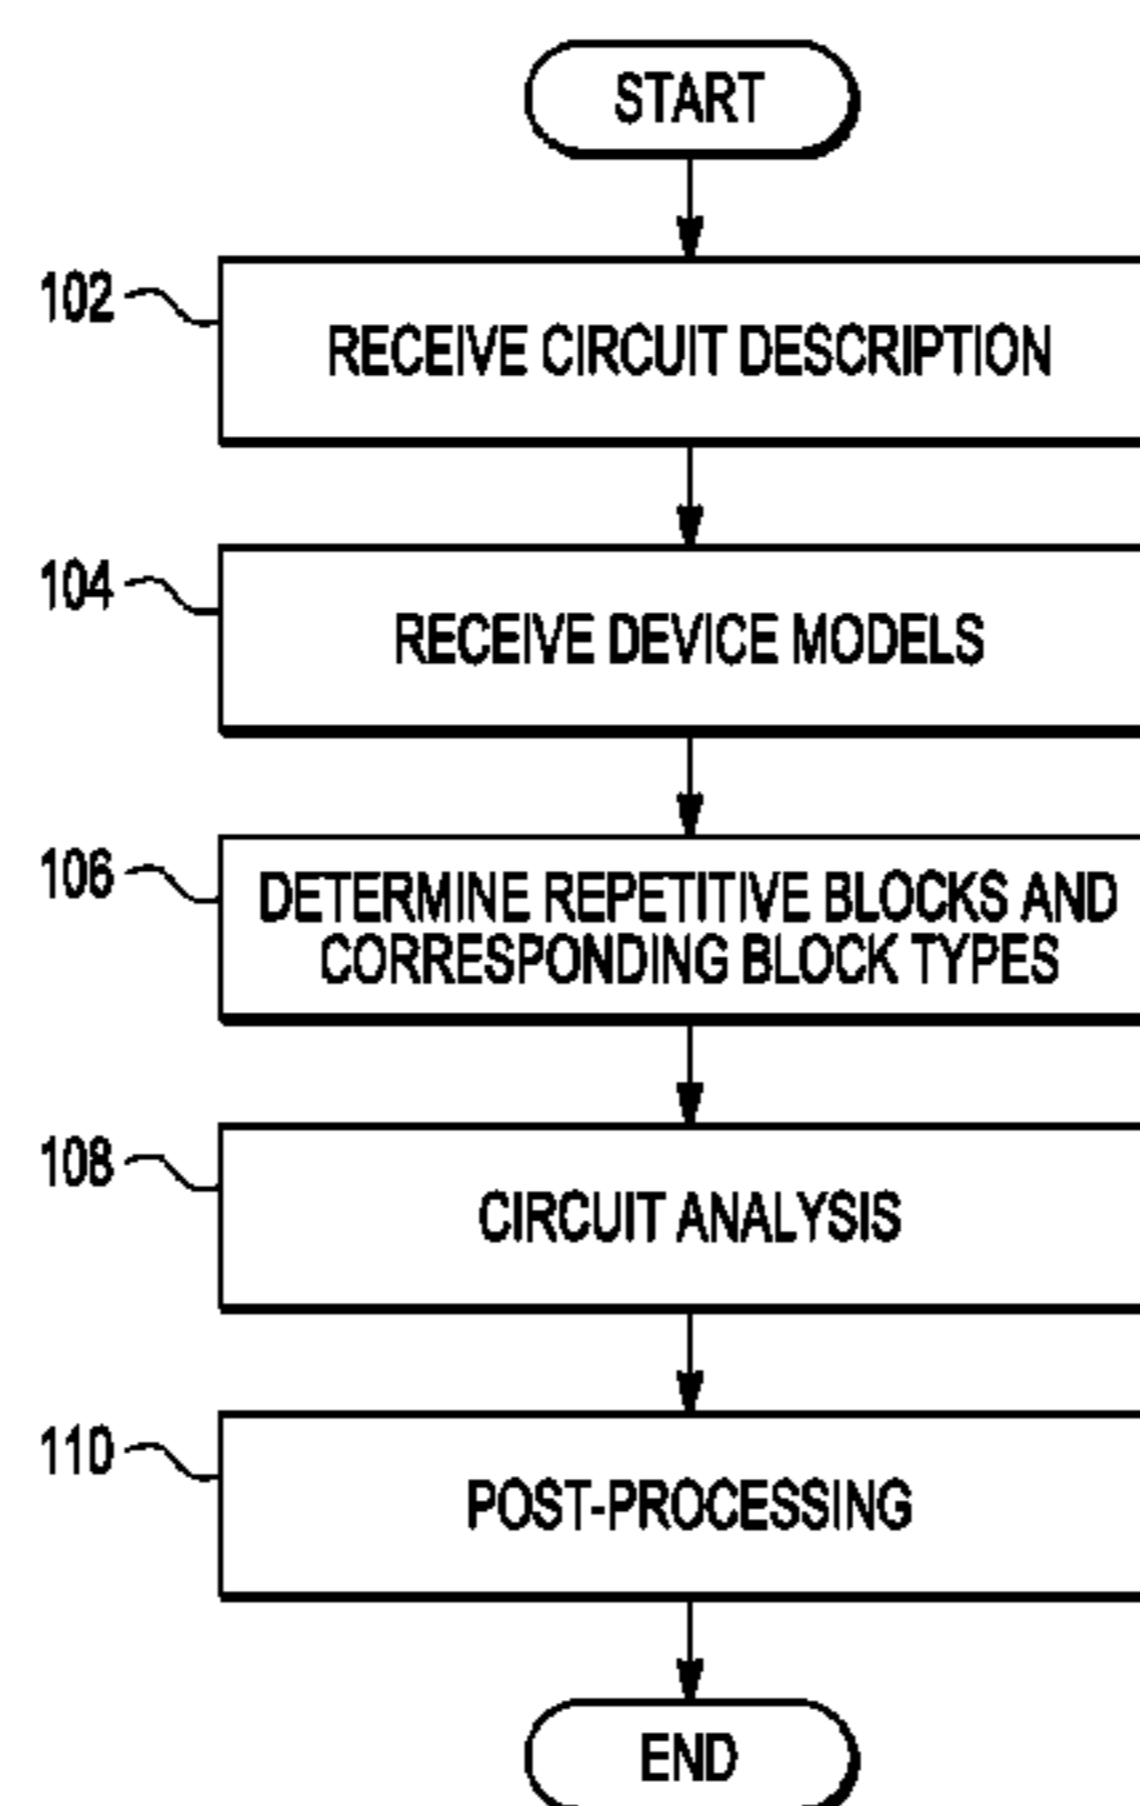 START
102
RECEIVE CIRCUIT DESCRIPTION
104
RECEIVE DEVICE MODELS
106
DETERMINE REPETITIVE BLOCKS AND
CORRESPONDING BLOCK TYPES
108
CIRCUIT ANALYSIS
110
POST-PROCESSING
END